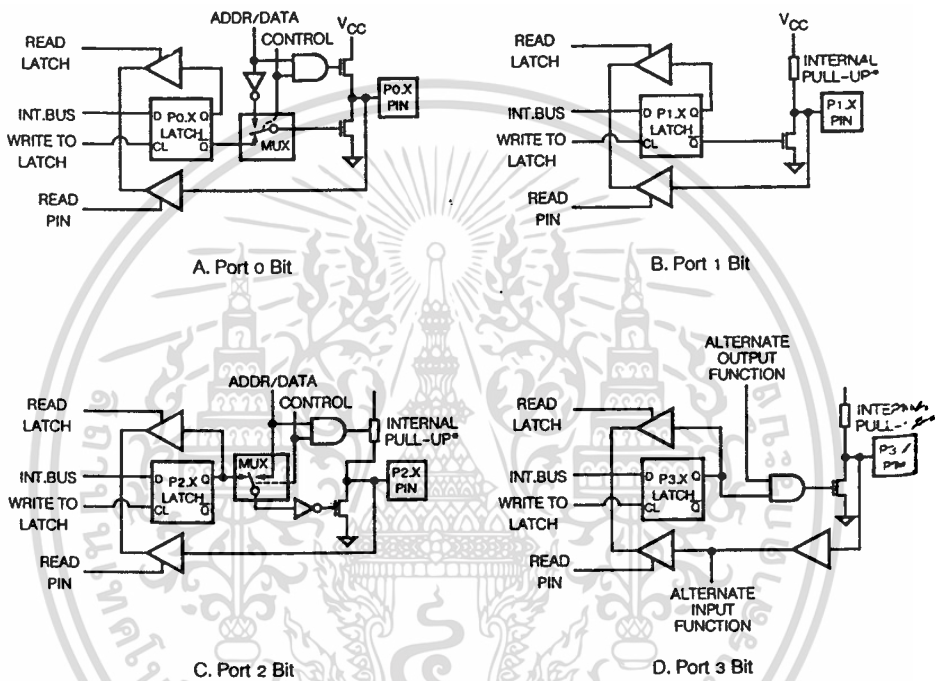 ADDR/DATA
CONTROL
VCC
READ
LATCH
INT.BUS
D P0.X Q
LATCH
WRITE TO
LATCH
CL Q
MUX
P0.X
PIN
READ
PIN
A. Port 0 Bit
VCC
READ
LATCH
INTERNAL
PULL-UP*
INT.BUS
D P1.X Q
LATCH
WRITE TO
LATCH
CL Q
P1.X
PIN
READ
PIN
B. Port 1 Bit
ADDR/DATA
CONTROL
READ
LATCH
INTERNAL
PULL-UP*
MUX
INT.BUS
D P2.X Q
LATCH
WRITE TO
LATCH
CL Q
P2.X
PIN
READ
PIN
C. Port 2 Bit
ALTERNATE
OUTPUT
FUNCTION
READ
LATCH
PULL-
INT.BUS
D P3.X Q
LATCH
WRITE TO
LATCH
CL Q
P3
READ
PIN
ALTERNATE
INPUT
FUNCTION
D. Port 3 Bit